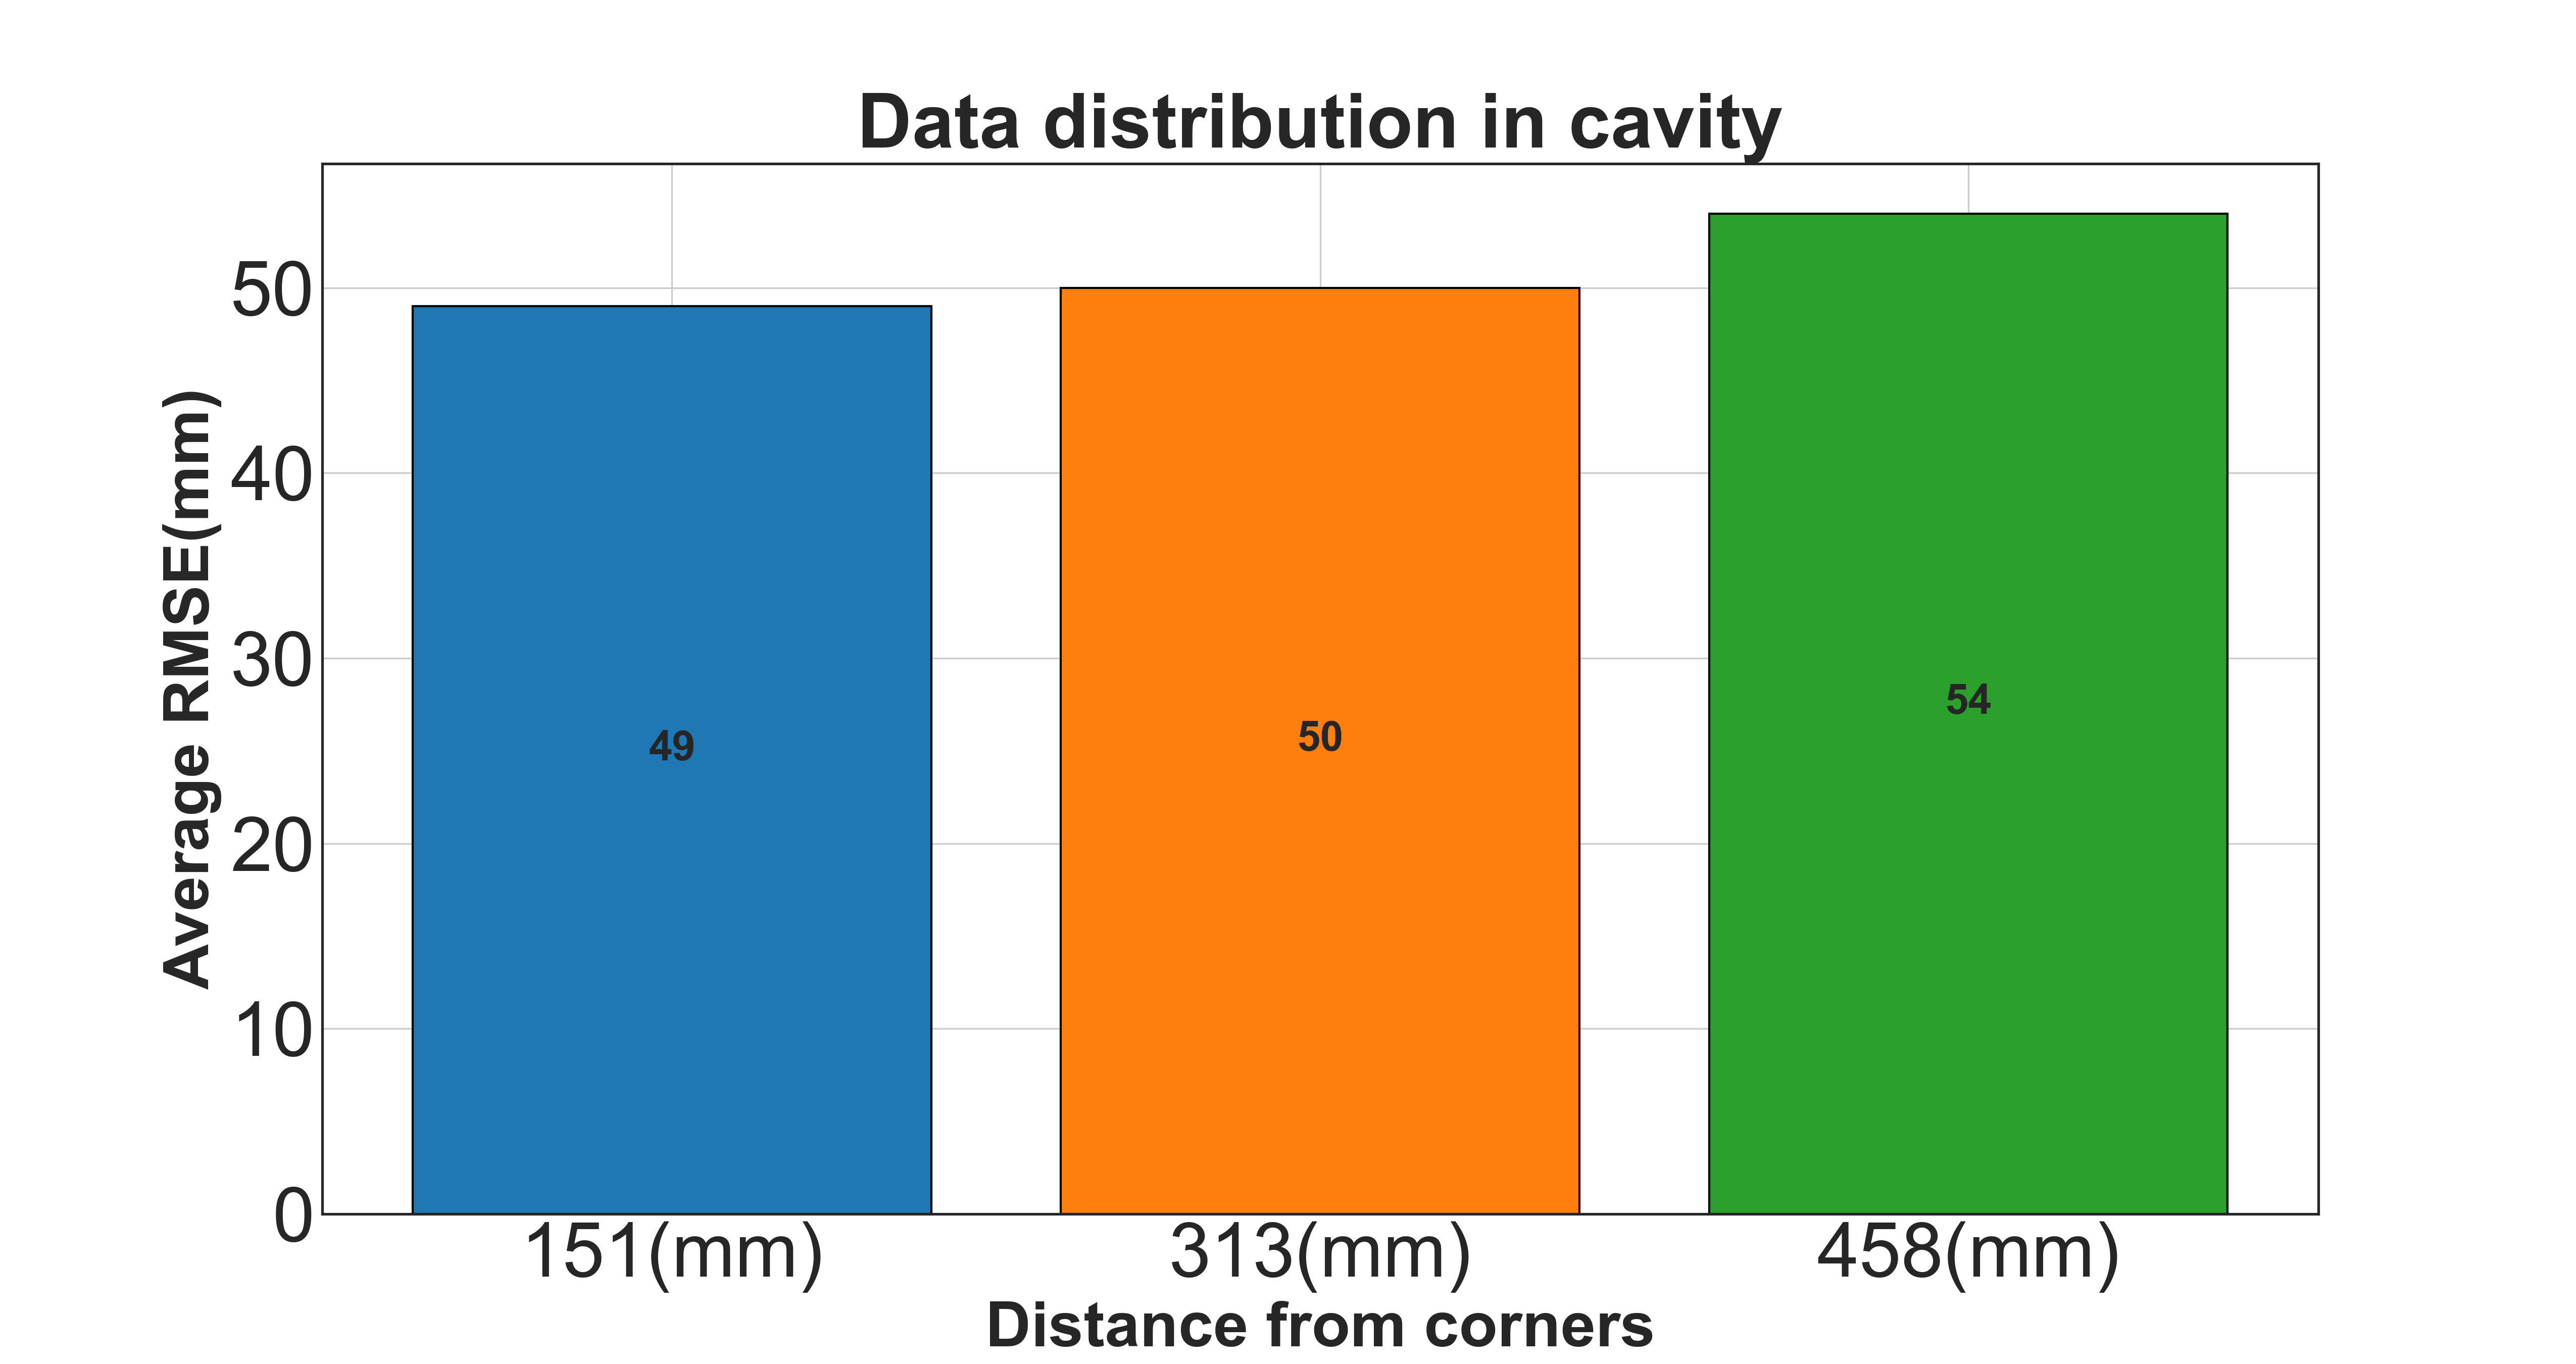 Data distribution in cavity
Average RMSE(mm)
50
40
30
20
10
0
49
50
54
151(mm)
313(mm)
458(mm)
Distance from corners